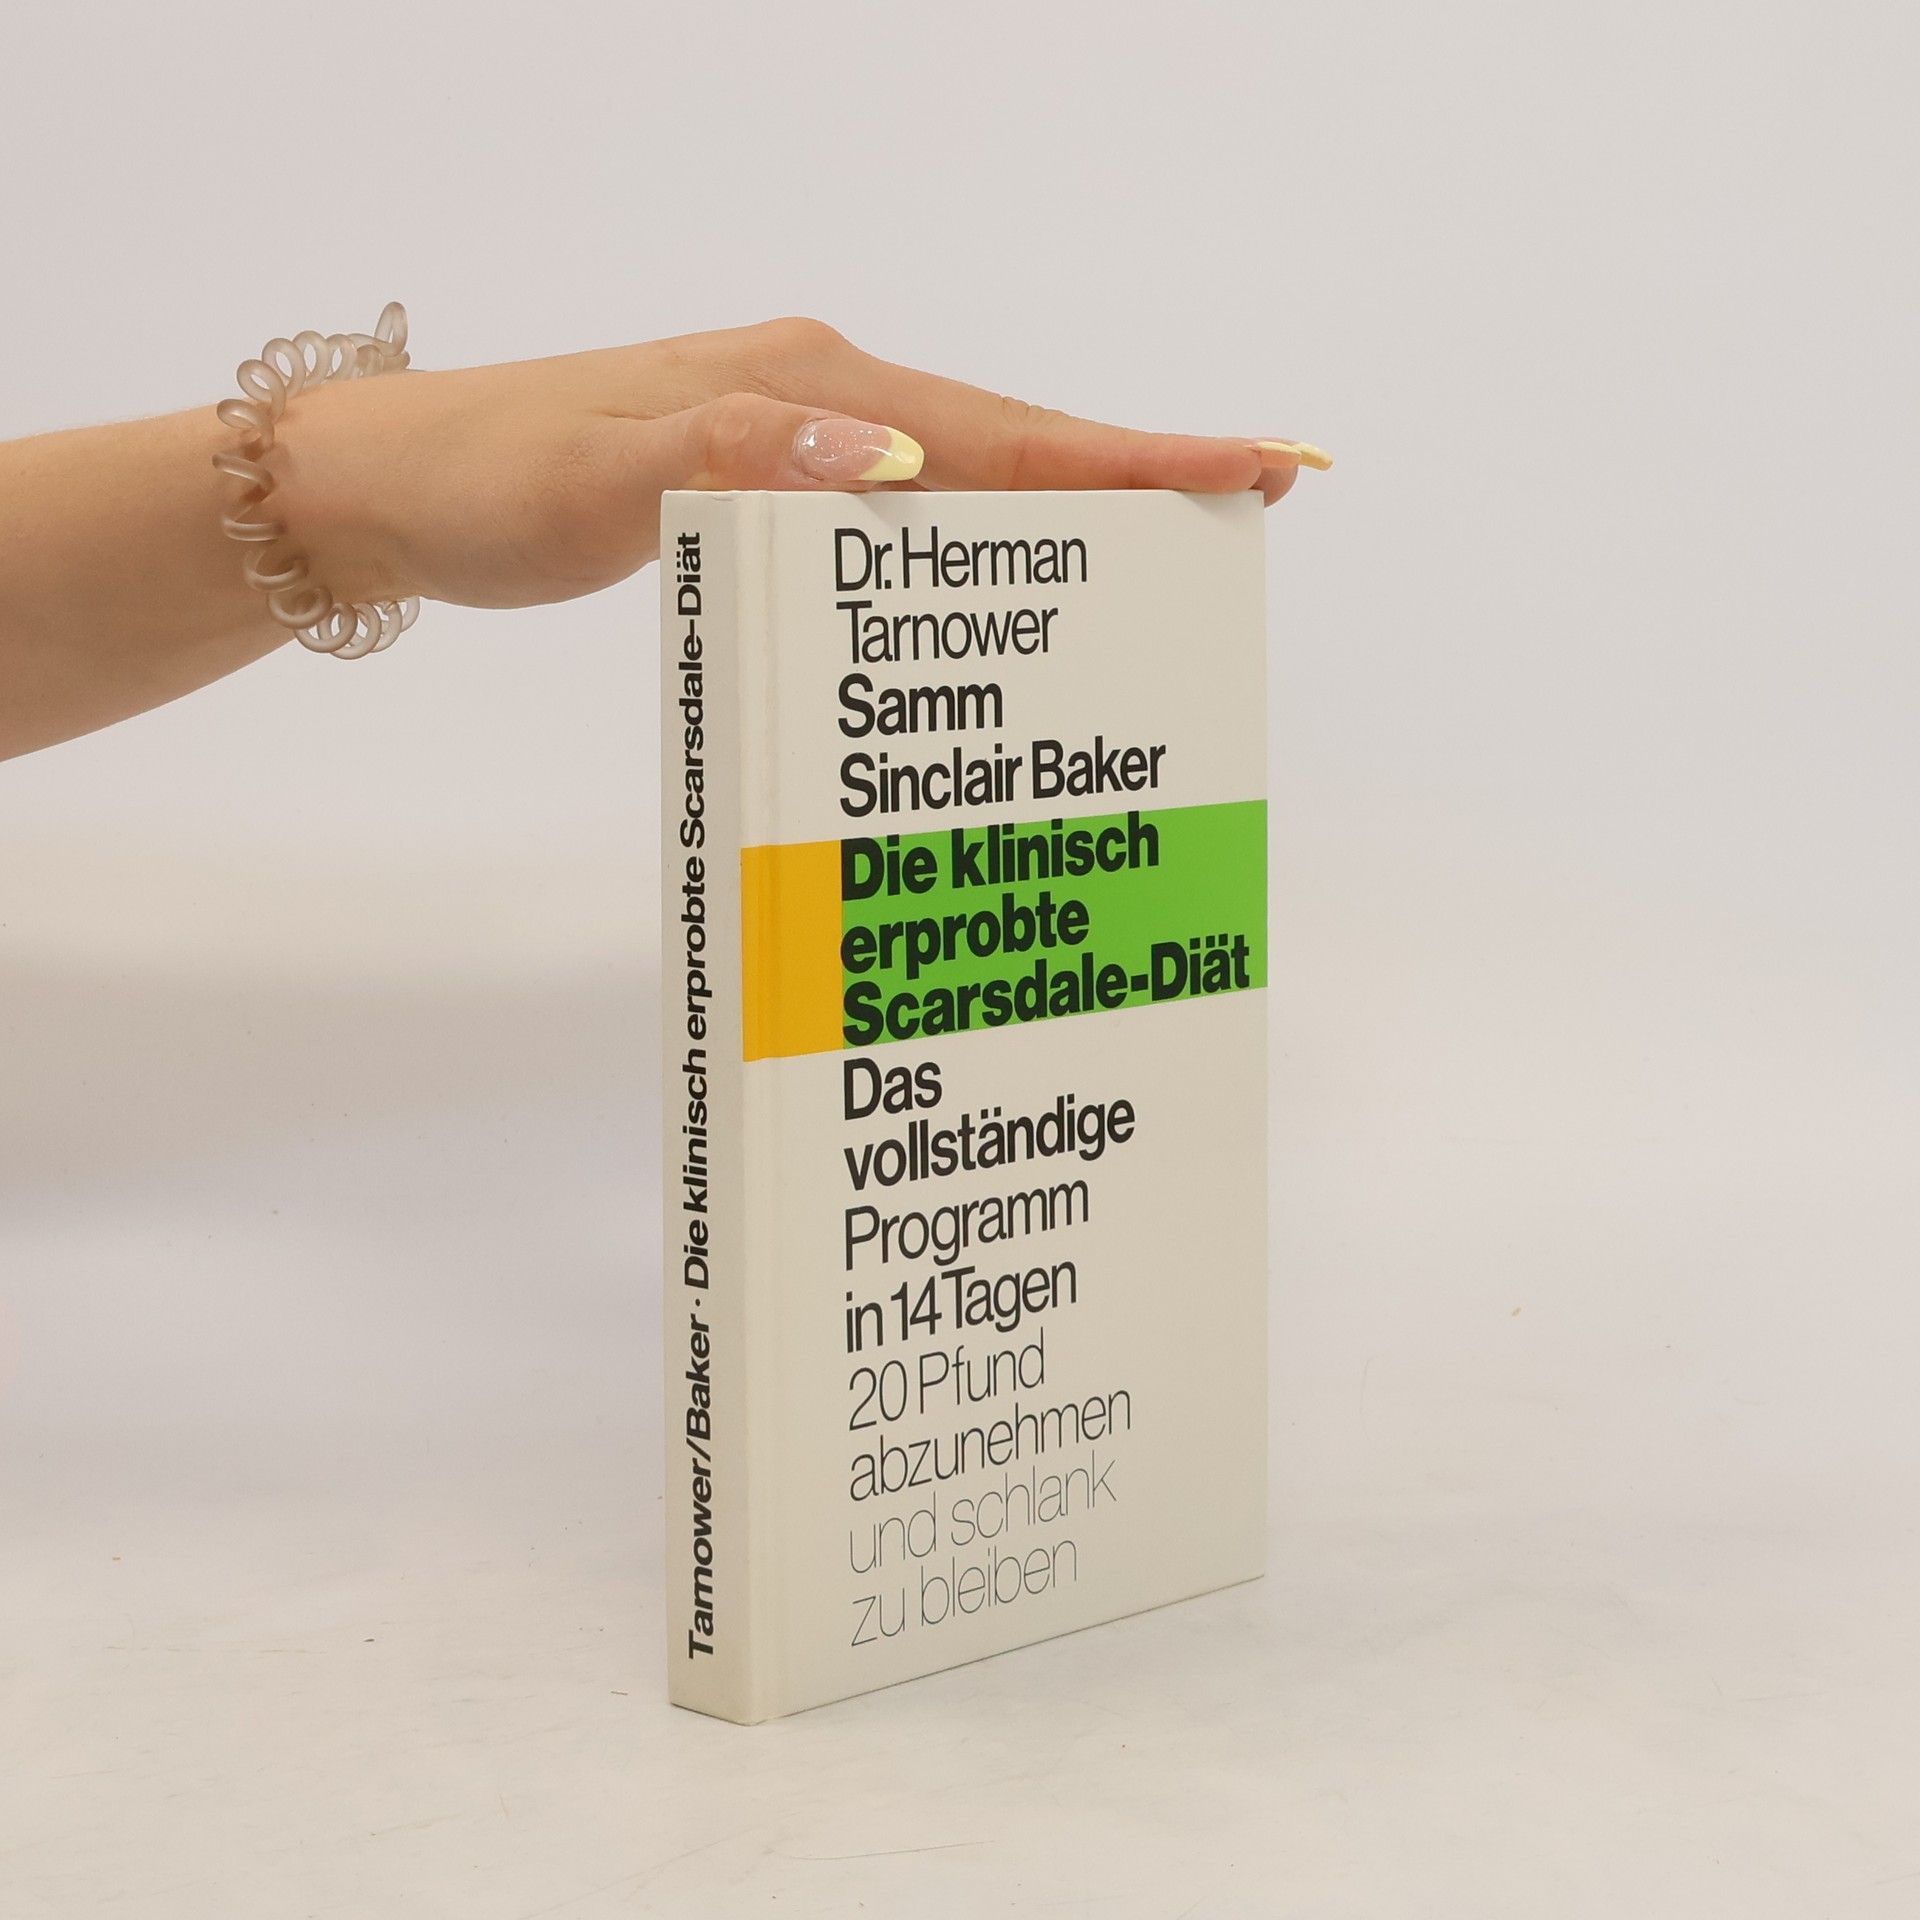 Tarnower/Baker · Die klinisch erprobte Scarsdale-Diät
Dr. Herman
Tarnower
Samm
Sinclair Baker
Die klinisch
erprobte
Scarsdale-Diät
Das
vollständige
Programm
in 14 Tagen
20 Pfund
abzunehmen
und schlank
zu bleiben